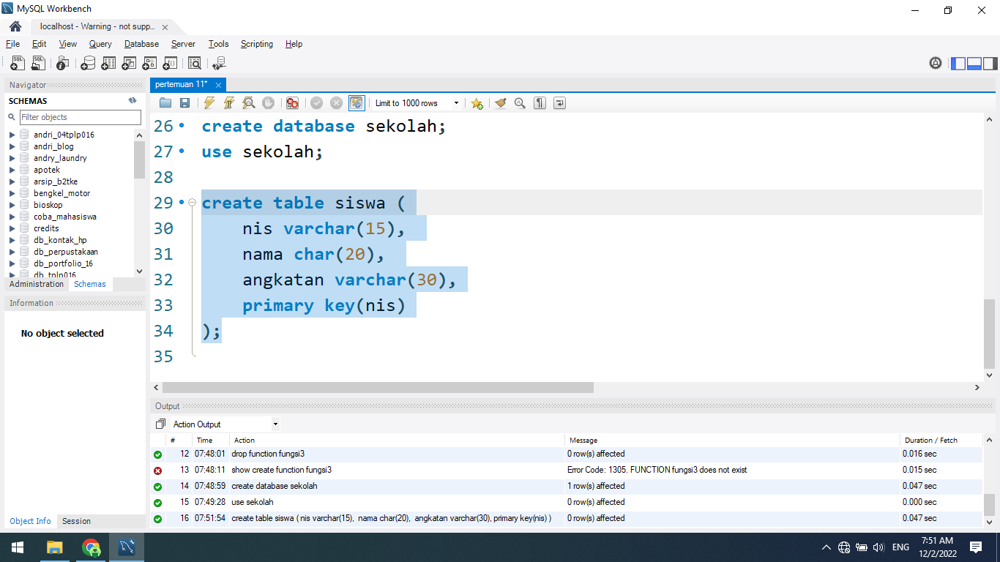 MySQL Workbench
localhost - Warning - not supp...
File Edit View Query Database Server Tools Scripting Help
Navigator
SCHEMAS
Filter objects
andri_04tplp016
andri_blog
andry_laundry
apotek
arsip_b2tke
bengkel_motor
bioskop
coba_mahasiswa
credits
db_kontak_hp
db_perpustakaan
db_portfolio_16
db_tplp016
Administration Schemas
Information
No object selected
Object Info Session
pertemuan 11*
Limit to 1000 rows
26 create database sekolah;
27 use sekolah;
28
29 create table siswa (
30 nis varchar(15),
31 nama char(20),
32 angkatan varchar(30),
33 primary key(nis)
34 );
35
Output
Action Output
# Time Action Message Duration / Fetch
12 07:48:01 drop function fungsi3 0 row(s) affected 0.016 sec
13 07:48:11 show create function fungsi3 Error Code: 1305. FUNCTION fungsi3 does not exist 0.015 sec
14 07:48:59 create database sekolah 1 row(s) affected 0.047 sec
15 07:49:28 use sekolah 0 row(s) affected 0.000 sec
16 07:51:54 create table siswa ( nis varchar(15), nama char(20), angkatan varchar(30), primary key(nis) ) 0 row(s) affected 0.047 sec
ENG
7:51 AM
12/2/2022